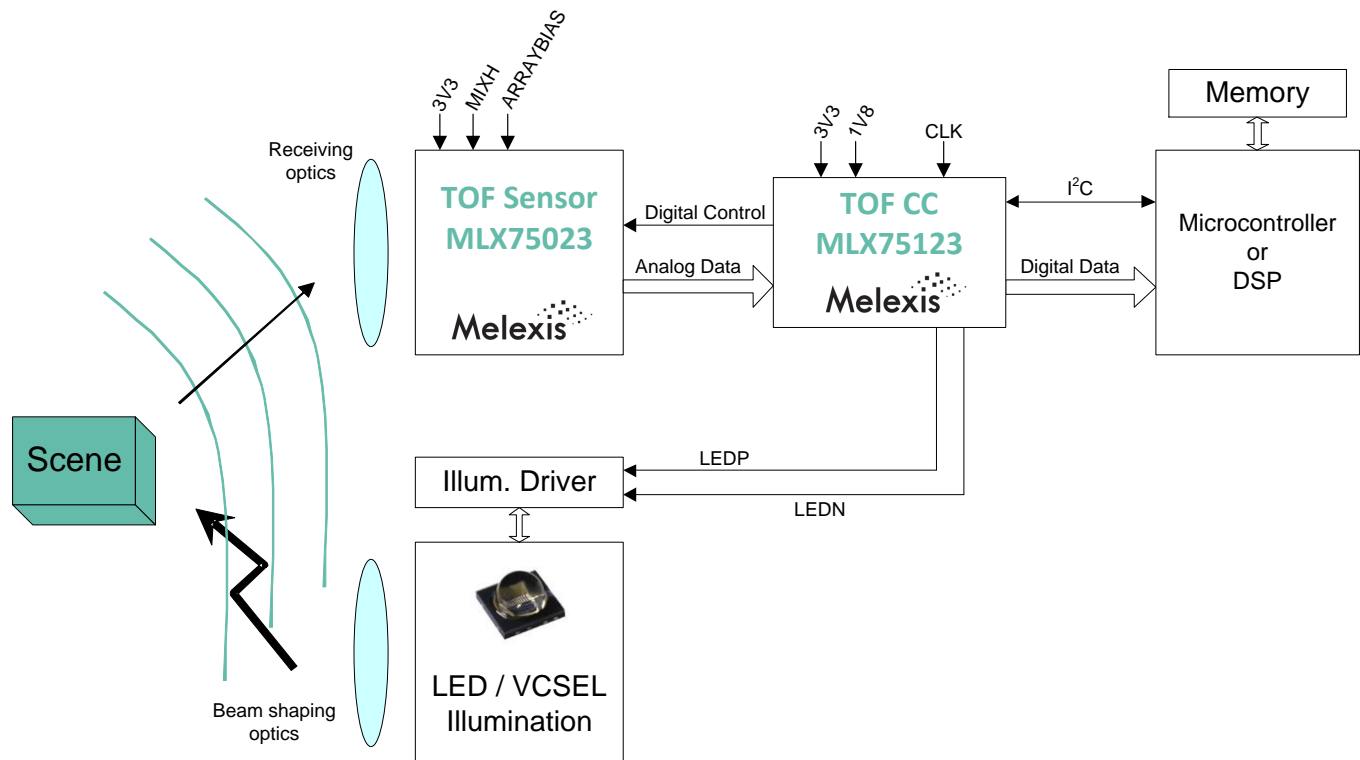 3V3
MIXH
ARRAYBIAS
Receiving
optics
TOF Sensor
MLX75023
Melexis
Digital Control
Analog Data
3V3
1V8
CLK
TOF CC
MLX75123
Melexis
I²C
Digital Data
Memory
Microcontroller
or
DSP
Scene
Illum. Driver
LEDP
LEDN
LED / VCSEL
Illumination
Beam shaping
optics